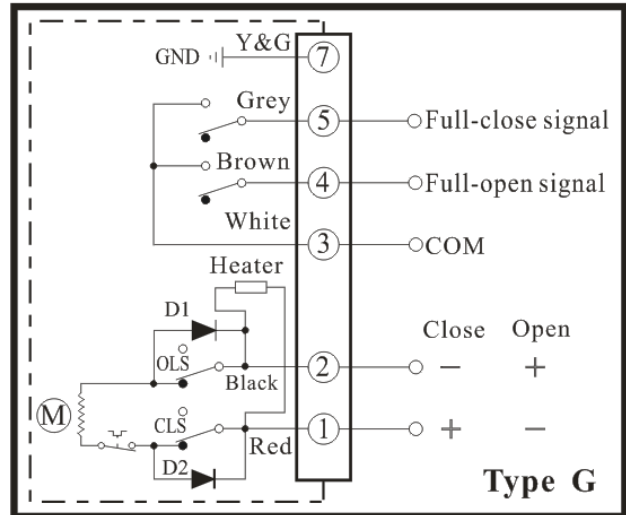 GND Y&G 7
Grey 5 Full-close signal
Brown 4 Full-open signal
White 3 COM
Heater
D1 Close Open
OLS Black 2 − +
M CLS Red 1 + −
D2
Type G